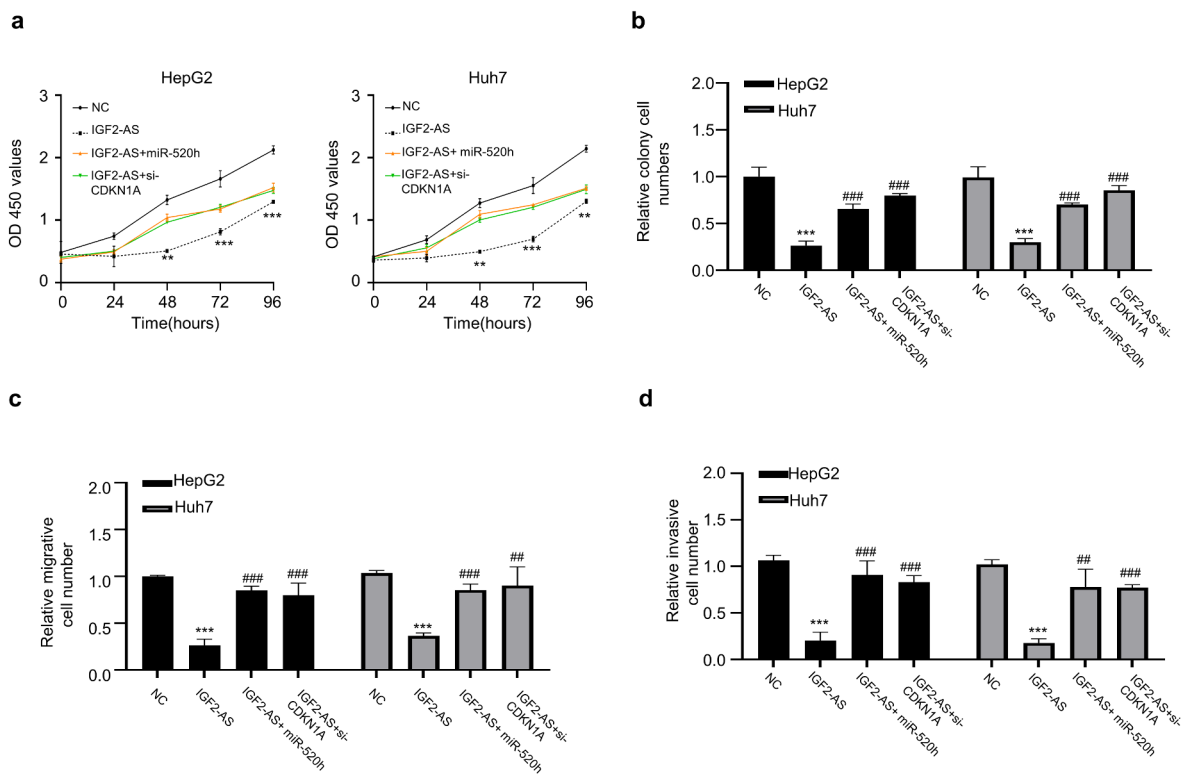 a
HepG2
3
2
1
0
OD 450 values
NC
IGF2-AS
IGF2-AS+miR-520h
IGF2-AS+si-
CDKN1A
**
***
***
0 24 48 72 96
Time(hours)
Huh7
3
2
1
0
OD 450 values
NC
IGF2-AS
IGF2-AS+ miR-520h
IGF2-AS+si-
CDKN1A
**
***
**
0 24 48 72 96
Time(hours)
b
Relative colony cell
numbers
2.0
1.5
1.0
0.5
0.0
HepG2
Huh7
***
###
###
***
###
###
NC
IGF2-AS
IGF2-AS+ miR-520h
IGF2-AS+si-
CDKN1A
NC
IGF2-AS
IGF2-AS+ miR-520h
IGF2-AS+si-
CDKN1A
c
Relative migrative
cell number
2.0
1.5
1.0
0.5
0.0
HepG2
Huh7
***
###
###
***
###
##
NC
IGF2-AS
IGF2-AS+ miR-520h
IGF2-AS+si-
CDKN1A
NC
IGF2-AS
IGF2-AS+ miR-520h
IGF2-AS+si-
CDKN1A
d
Relative invasive
cell number
2.0
1.5
1.0
0.5
0.0
HepG2
Huh7
***
###
###
***
##
###
NC
IGF2-AS
IGF2-AS+ miR-520h
IGF2-AS+si-
CDKN1A
NC
IGF2-AS
IGF2-AS+ miR-520h
IGF2-AS+si-
CDKN1A